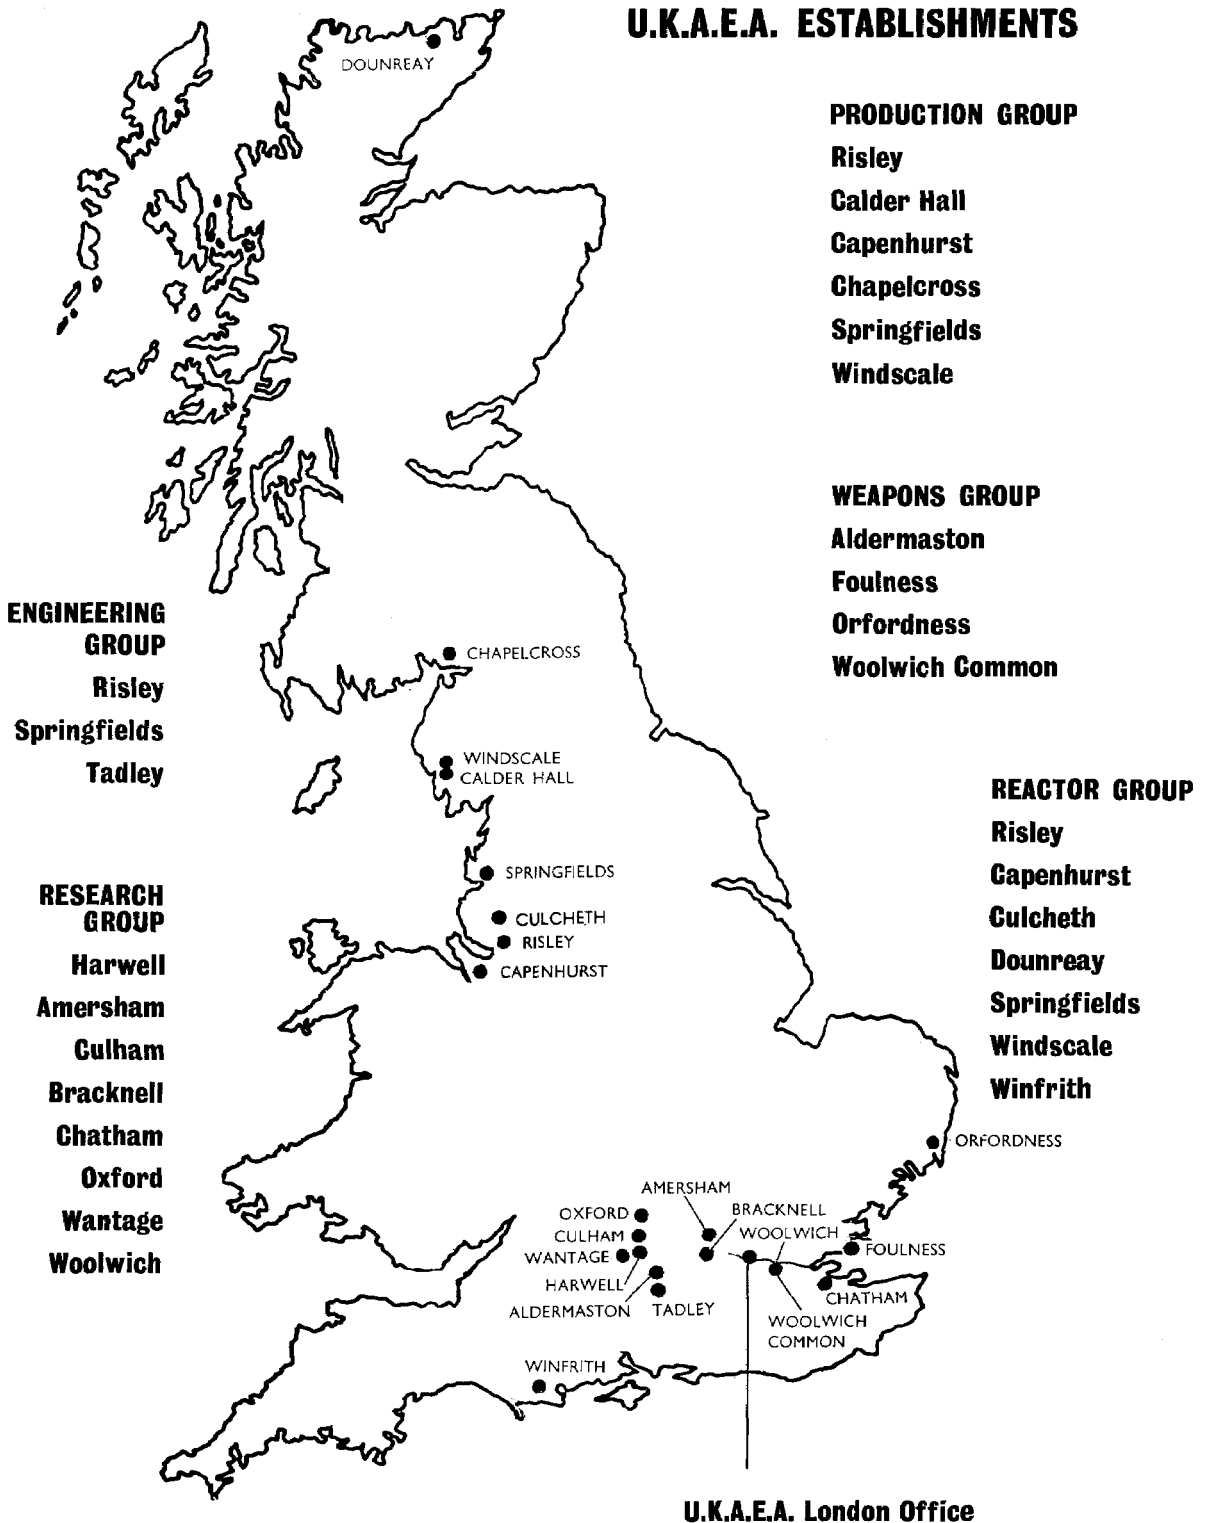 U.K.A.E.A. ESTABLISHMENTS
DOUNREAY
PRODUCTION GROUP
Risley
Calder Hall
Capenhurst
Chapelcross
Springfields
Windscale
WEAPONS GROUP
Aldermaston
Foulness
Orfordness
Woolwich Common
ENGINEERING
GROUP
Risley
Springfields
Tadley
CHAPELCROSS
WINDSCALE
CALDER HALL
REACTOR GROUP
Risley
Capenhurst
Culcheth
Dounreay
Springfields
Windscale
Winfrith
SPRINGFIELDS
CULCHETH
RISLEY
CAPENHURST
RESEARCH
GROUP
Harwell
Amersham
Culham
Bracknell
Chatham
Oxford
Wantage
Woolwich
ORFORDNESS
AMERSHAM
OXFORD
BRACKNELL
CULHAM
WOOLWICH
WANTAGE
FOULNESS
HARWELL
CHATHAM
ALDERMASTON
TADLEY
WOOLWICH
COMMON
WINFRITH
U.K.A.E.A. London Office